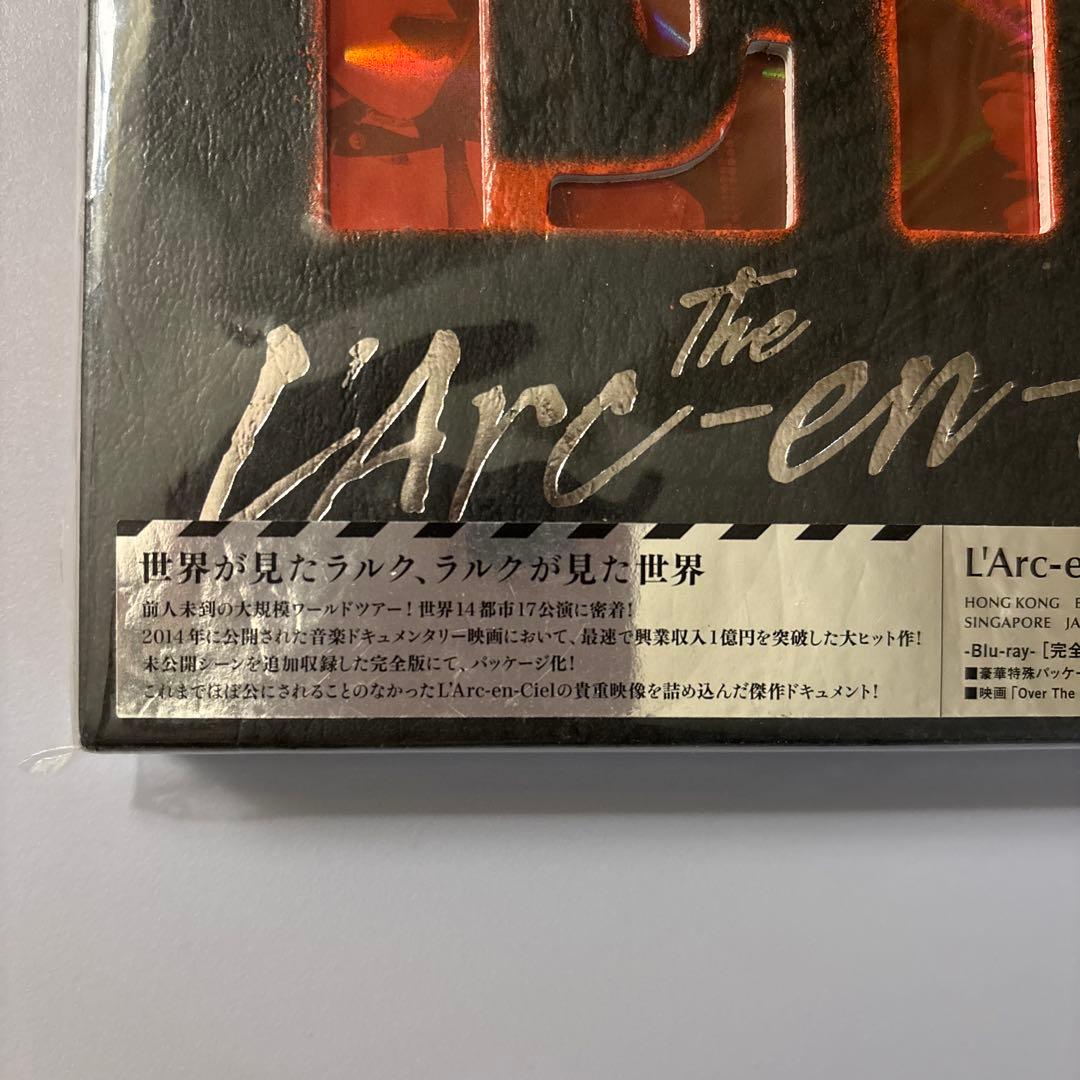 The
L'Arc-en-
世界が見たラルク、ラルクが見た世界
前人未到の大規模ワールドツアー！世界14都市17公演に密着！
2014年に公開された音楽ドキュメンタリー映画において、最速で興業収入1億円を突破した大ヒット作！
未公開シーンを追加収録した完全版にて、パッケージ化！
これまでほぼ公にされることのなかったL'Arc-en-Cielの貴重映像を詰め込んだ傑作ドキュメント！
L'Arc-e
HONG KONG
SINGAPORE JA
-Blu-ray- [完全
■豪華特殊パッケー
■映画「Over The